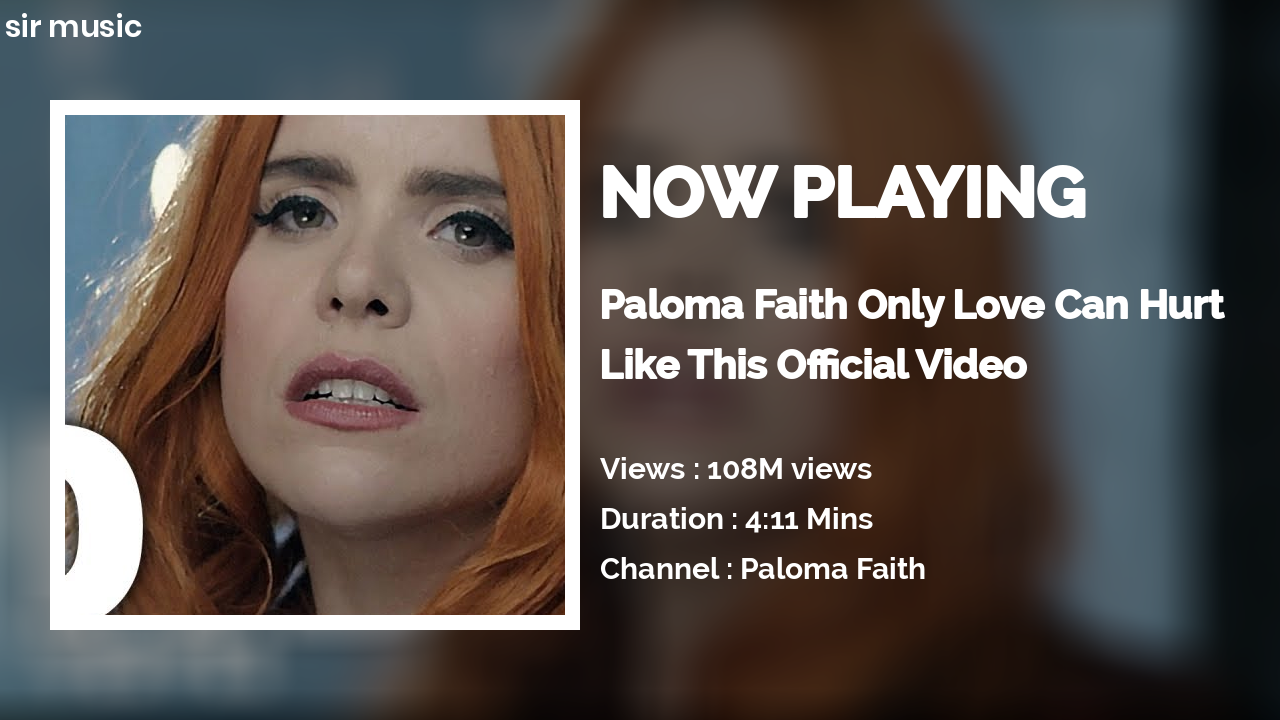 sir music
NOW PLAYING
Paloma Faith Only Love Can Hurt
Like This Official Video
Views : 108M views
Duration : 4:11 Mins
Channel : Paloma Faith